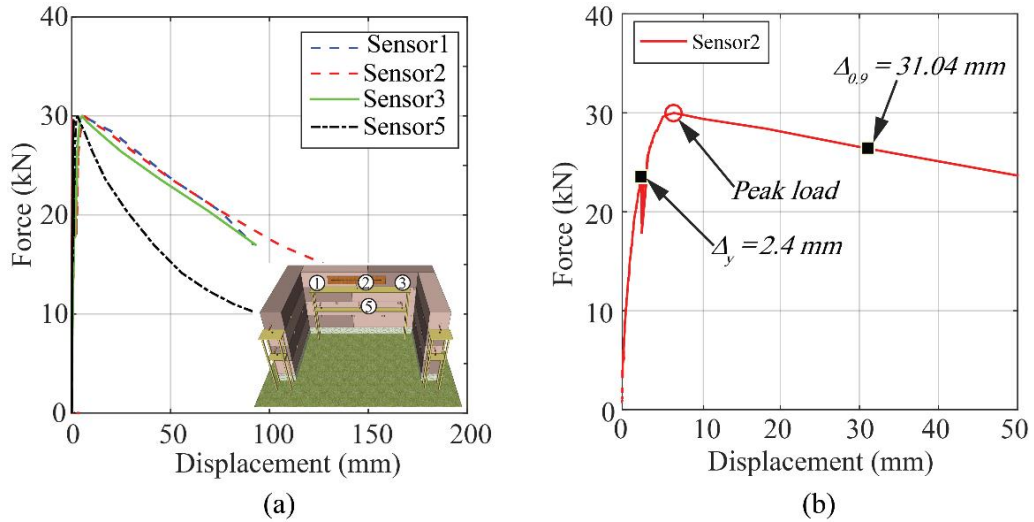 40
30
20
10
0
Force (kN)
0
50
100
150
200
Displacement (mm)
Sensor1
Sensor2
Sensor3
Sensor5
1
2
3
5
(a)
40
30
20
10
0
Force (kN)
0
10
20
30
40
50
Displacement (mm)
Sensor2
Δ0,9 = 31.04 mm
Peak load
Δy = 2.4 mm
(b)